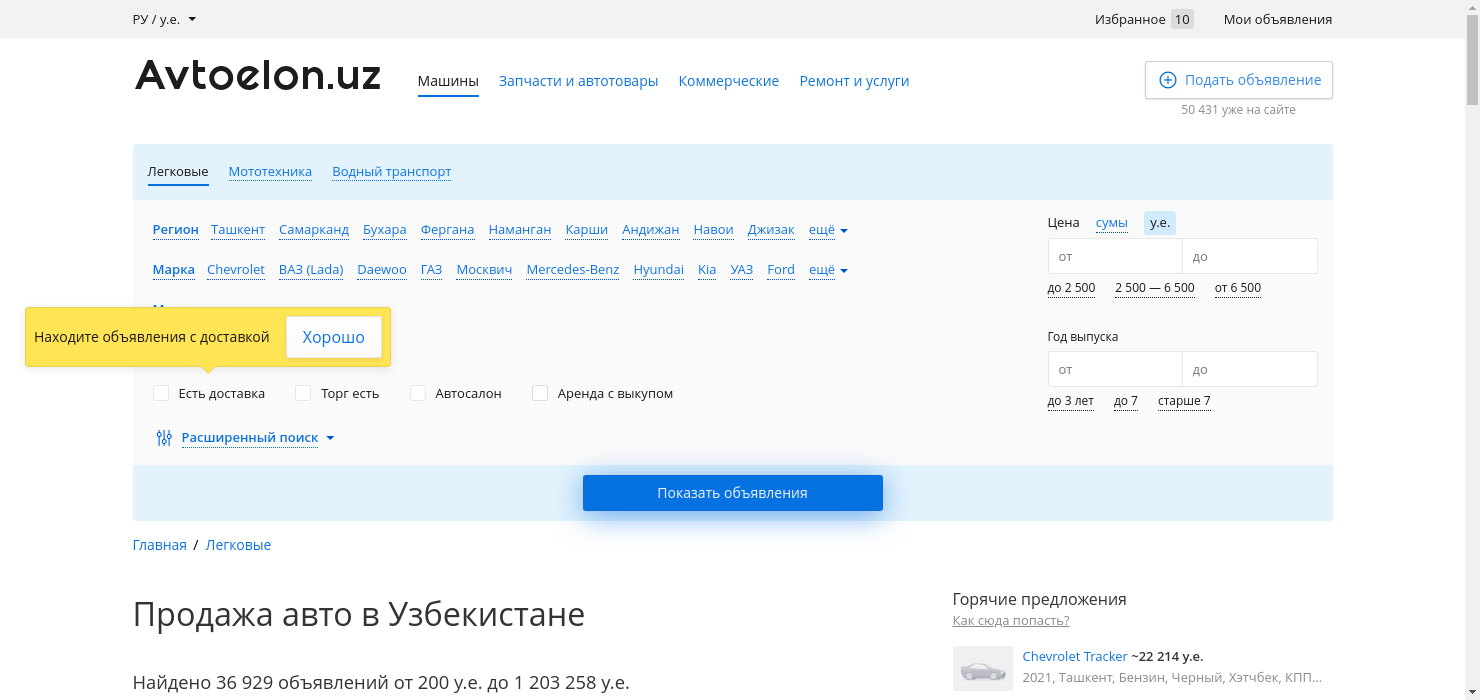 РУ / у.е.
Избранное 10 Мои объявления
Avtoelon.uz
Машины Запчасти и автотовары Коммерческие Ремонт и услуги
Подать объявление
50 431 уже на сайте
Легковые Мототехника Водный транспорт
Регион Ташкент Самарканд Бухара Фергана Наманган Карши Андижан Навои Джизак ещё
Марка Chevrolet ВАЗ (Lada) Daewoo ГАЗ Москвич Mercedes-Benz Hyundai Kia УАЗ Ford ещё
Находите объявления с доставкой Хорошо
Есть доставка Торг есть Автосалон Аренда с выкупом
Расширенный поиск
Цена сумы у.е.
от до
до 2 500 2 500 — 6 500 от 6 500
Год выпуска
от до
до 3 лет до 7 старше 7
Показать объявления
Главная / Легковые
Продажа авто в Узбекистане
Найдено 36 929 объявлений от 200 у.е. до 1 203 258 у.е.
Горячие предложения
Как сюда попасть?
Chevrolet Tracker ~22 214 у.е.
2021, Ташкент, Бензин, Черный, Хэтчбек, КПП...